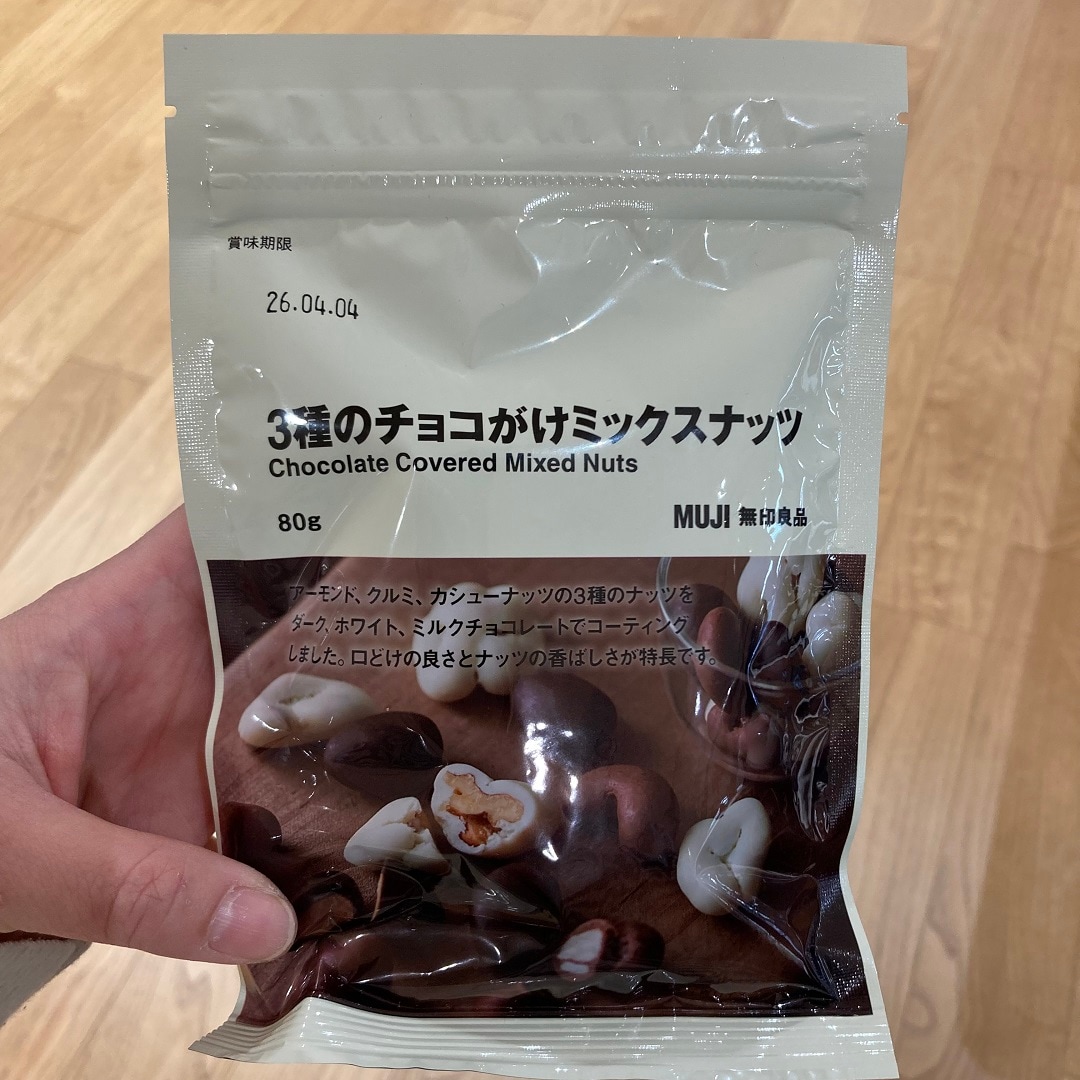 賞味期限
26.04.04
3種のチョコがけミックスナッツ
Chocolate Covered Mixed Nuts
80g
MUJI 無印良品
アーモンド、クルミ、カシューナッツの3種のナッツを
ダーク、ホワイト、ミルクチョコレートでコーティング
しました。口どけの良さとナッツの香ばしさが特長です。